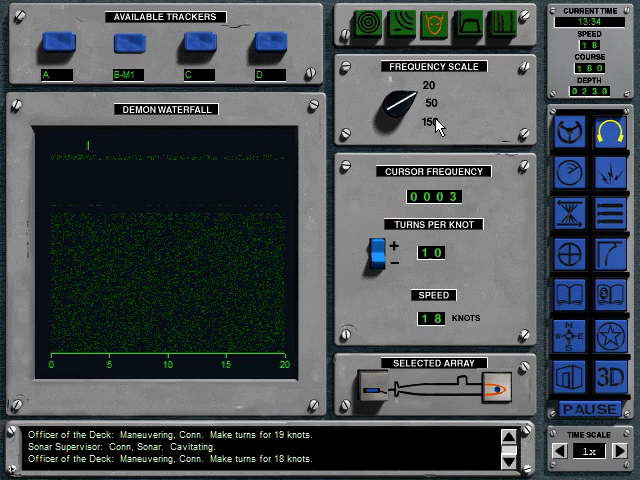 AVAILABLE TRACKERS
A B-M1 C D
DEMON WATERFALL
0 5 10 15 20
FREQUENCY SCALE
20
50
150
CURSOR FREQUENCY
0003
TURNS PER KNOT
+
10
−
SPEED
18 KNOTS
SELECTED ARRAY
Officer of the Deck: Maneuvering, Conn. Make turns for 19 knots.
Sonar Supervisor: Conn, Sonar. Cavitating.
Officer of the Deck: Maneuvering, Conn. Make turns for 18 knots.
CURRENT TIME
13:34
SPEED
18
COURSE
180
DEPTH
0230
N
W E
S
3D
PAUSE
TIME SCALE
1x